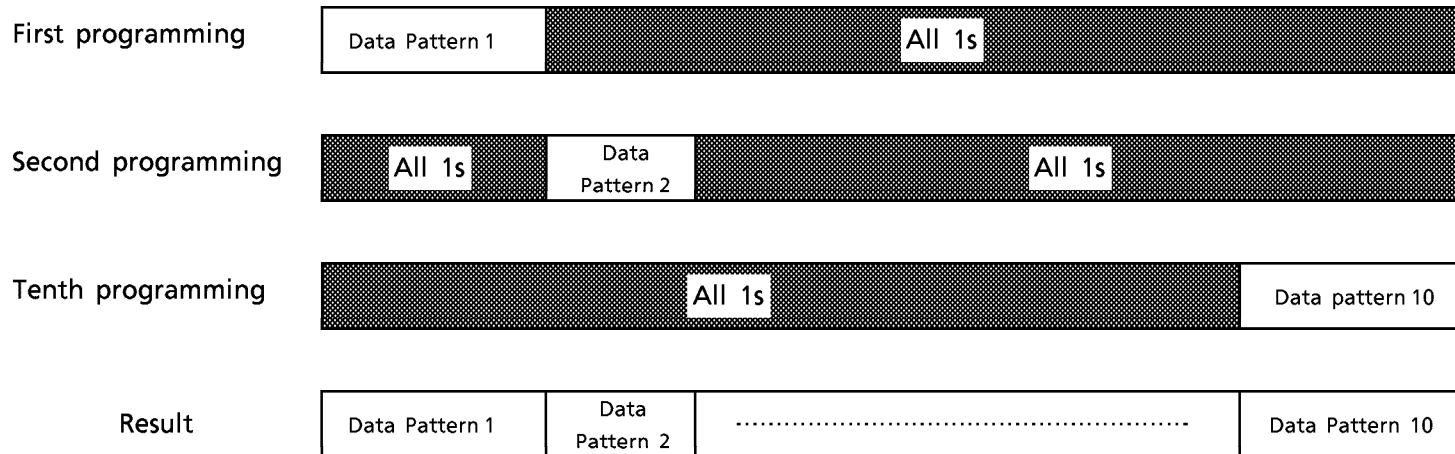 First programming
Data Pattern 1
All 1s
Second programming
All 1s
Data
Pattern 2
All 1s
Tenth programming
All 1s
Data pattern 10
Result
Data Pattern 1
Data
Pattern 2
Data Pattern 10